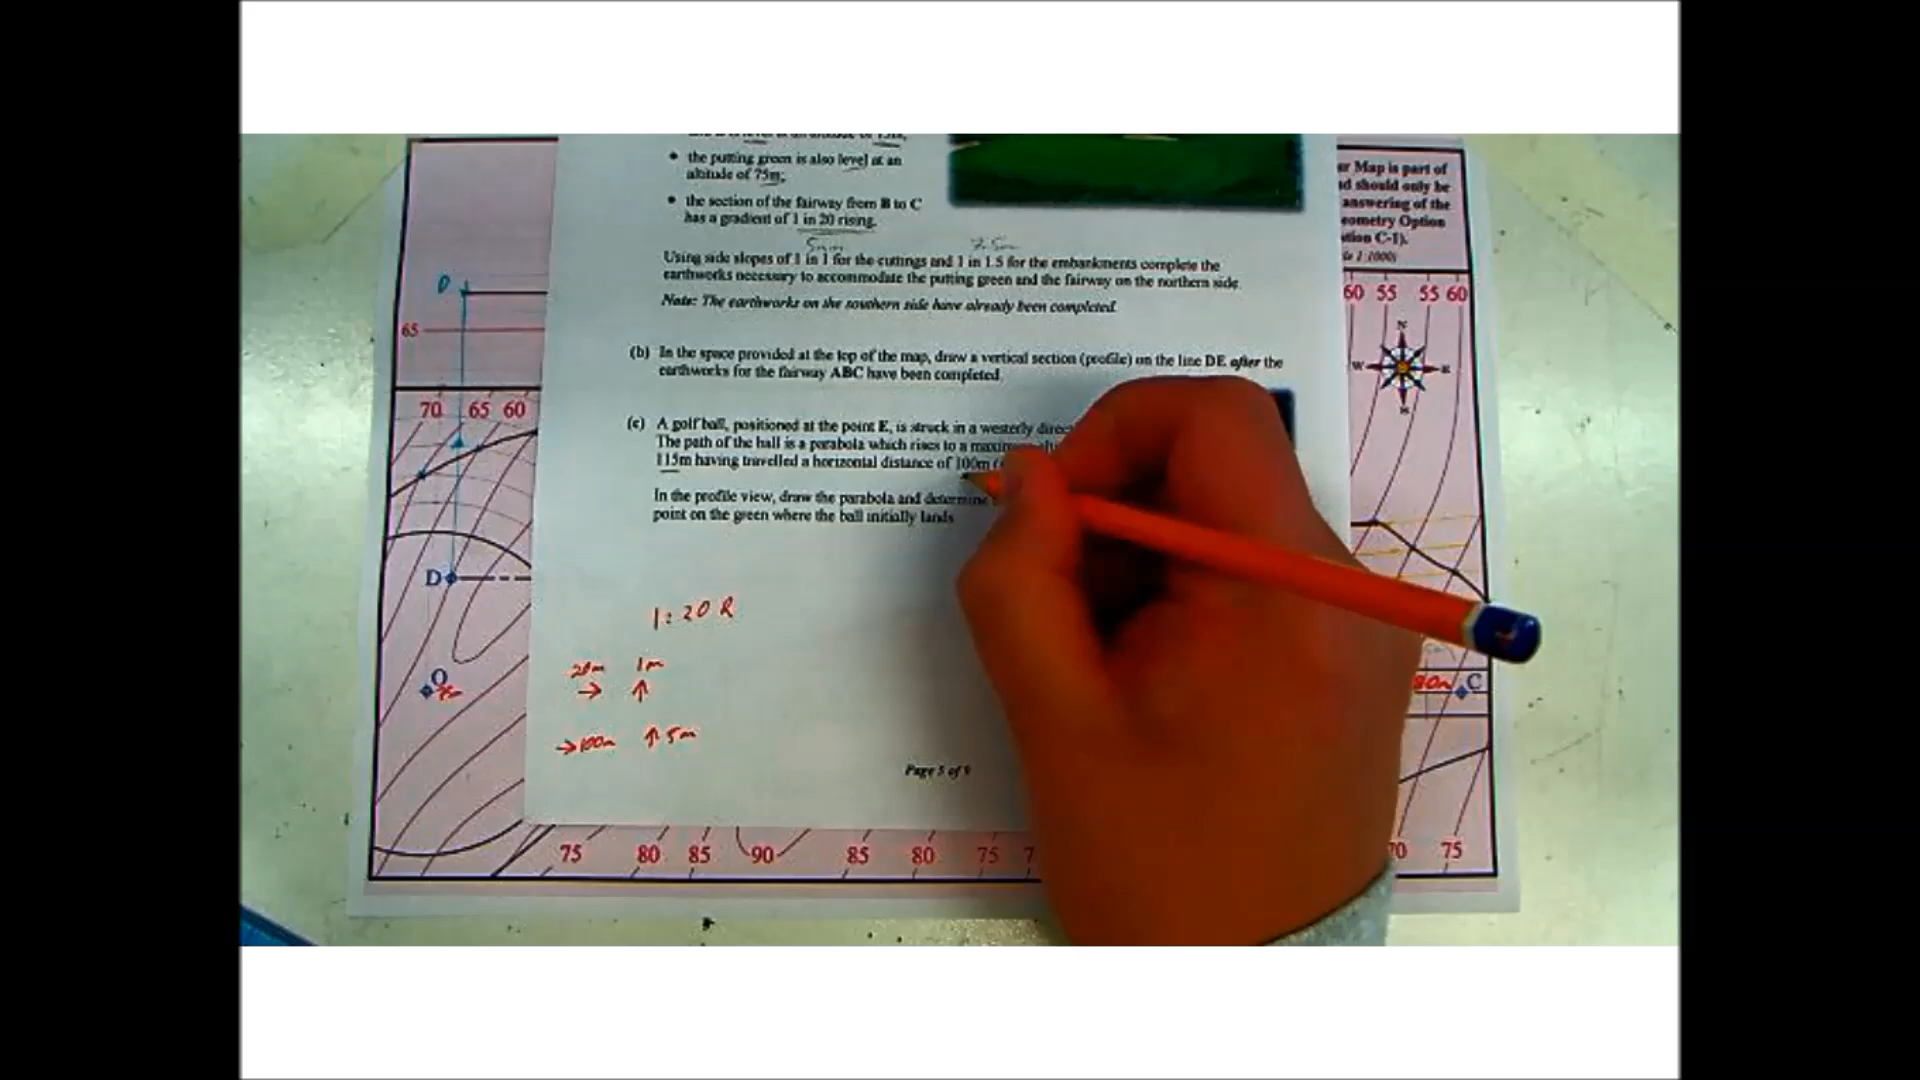 the putting green is also level at an
altitude of 75m;
the section of the fairway from B to C
has a gradient of 1 in 20 rising.
5mm 7.5m
Using side slopes of 1 in 1 for the cuttings and 1 in 1.5 for the embankments complete the
earthworks necessary to accommodate the putting green and the fairway on the northern side.
Note: The earthworks on the southern side have already been completed.
(b) In the space provided at the top of the map, draw a vertical section (profile) on the line DE after the
earthworks for the fairway ABC have been completed.
(c) A golf ball, positioned at the point E, is struck in a westerly
The path of the ball is a parabola which rises to a
115m having travelled a horizontal distance of 100m
In the profile view, draw the parabola and determine
point on the green where the ball initially lands
1:20 R
20m 1m
→ ↑
→100m ↑5m
Page 5 of 9
Map is part of
should only be
answering of the
Option
C-1).
60 55 55 60
N
W E
S
D
65
70 65 60
D
O
80m C
75 80 85 90 85 80 75 7
70 75